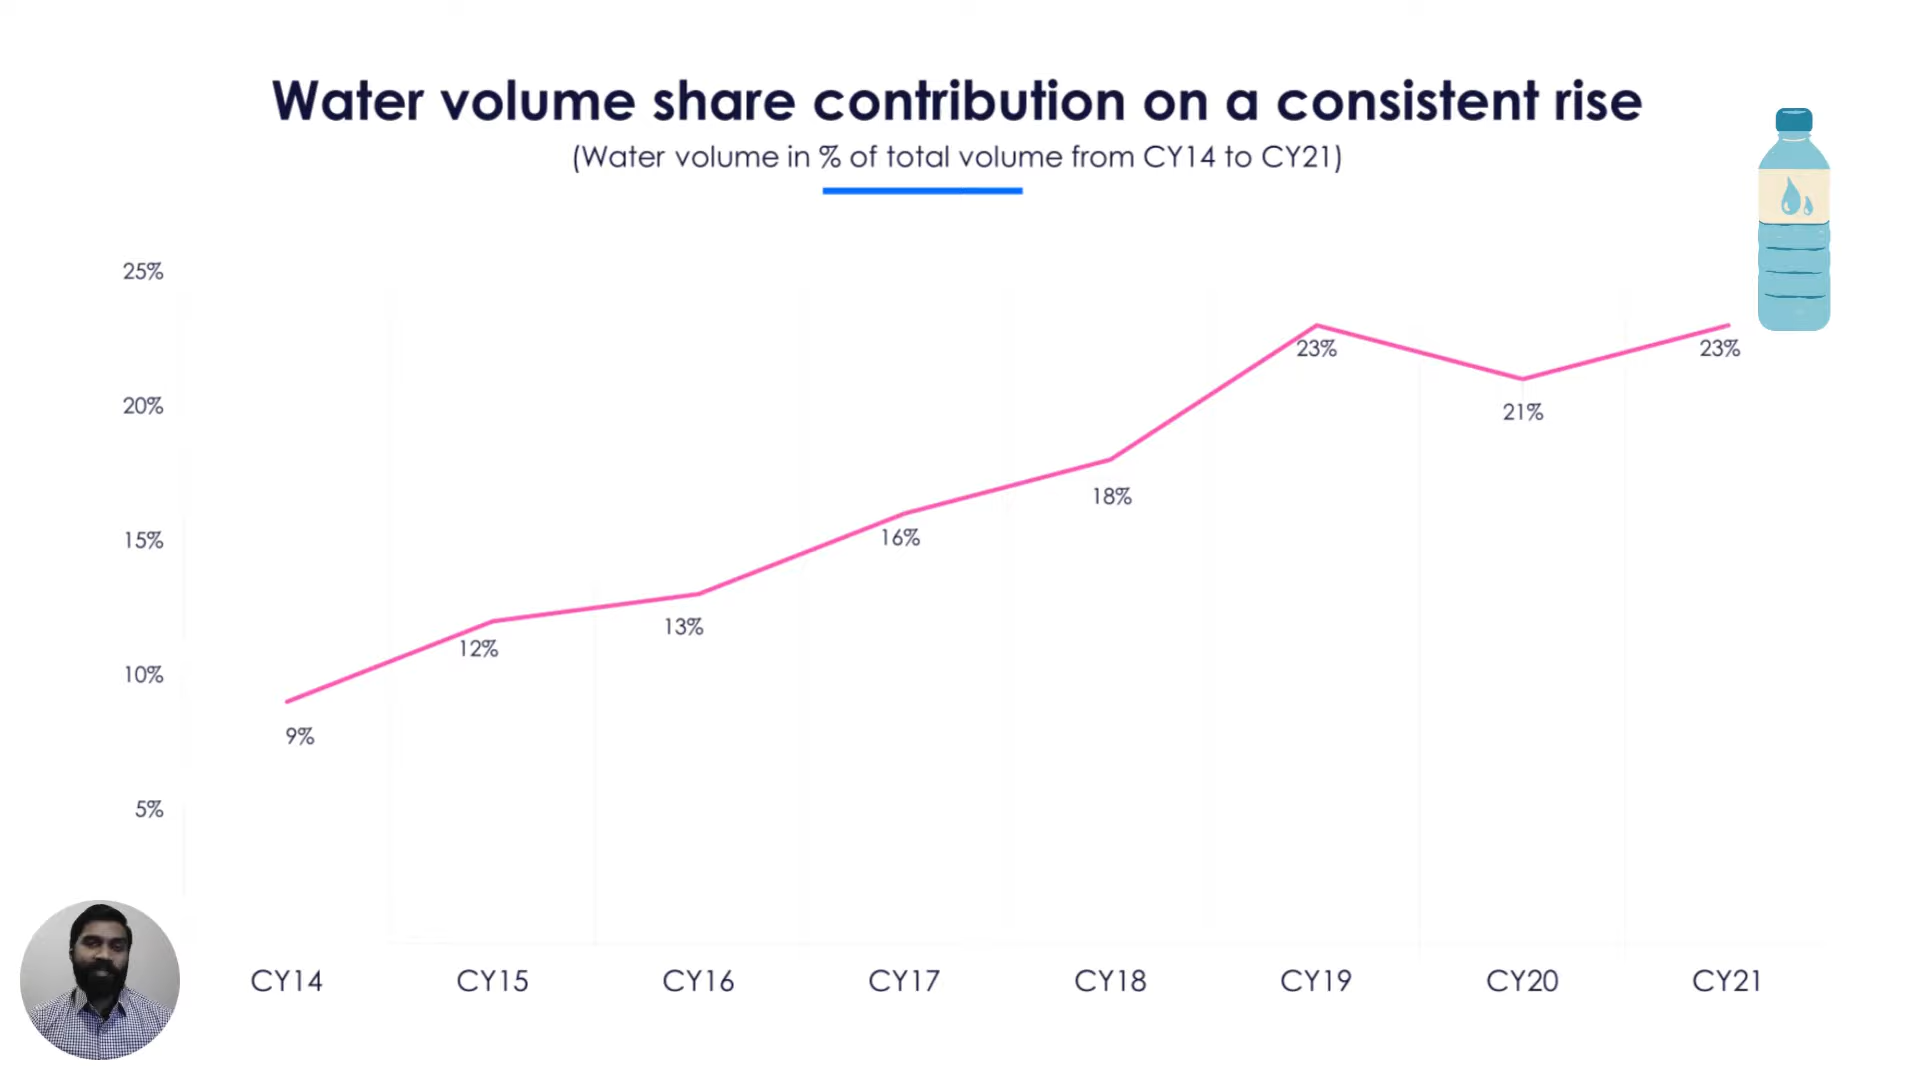 Water volume share contribution on a consistent rise
(Water volume in % of total volume from CY14 to CY21)
25%
20%
15%
10%
5%
9%
12%
13%
16%
18%
23%
21%
23%
CY14
CY15
CY16
CY17
CY18
CY19
CY20
CY21